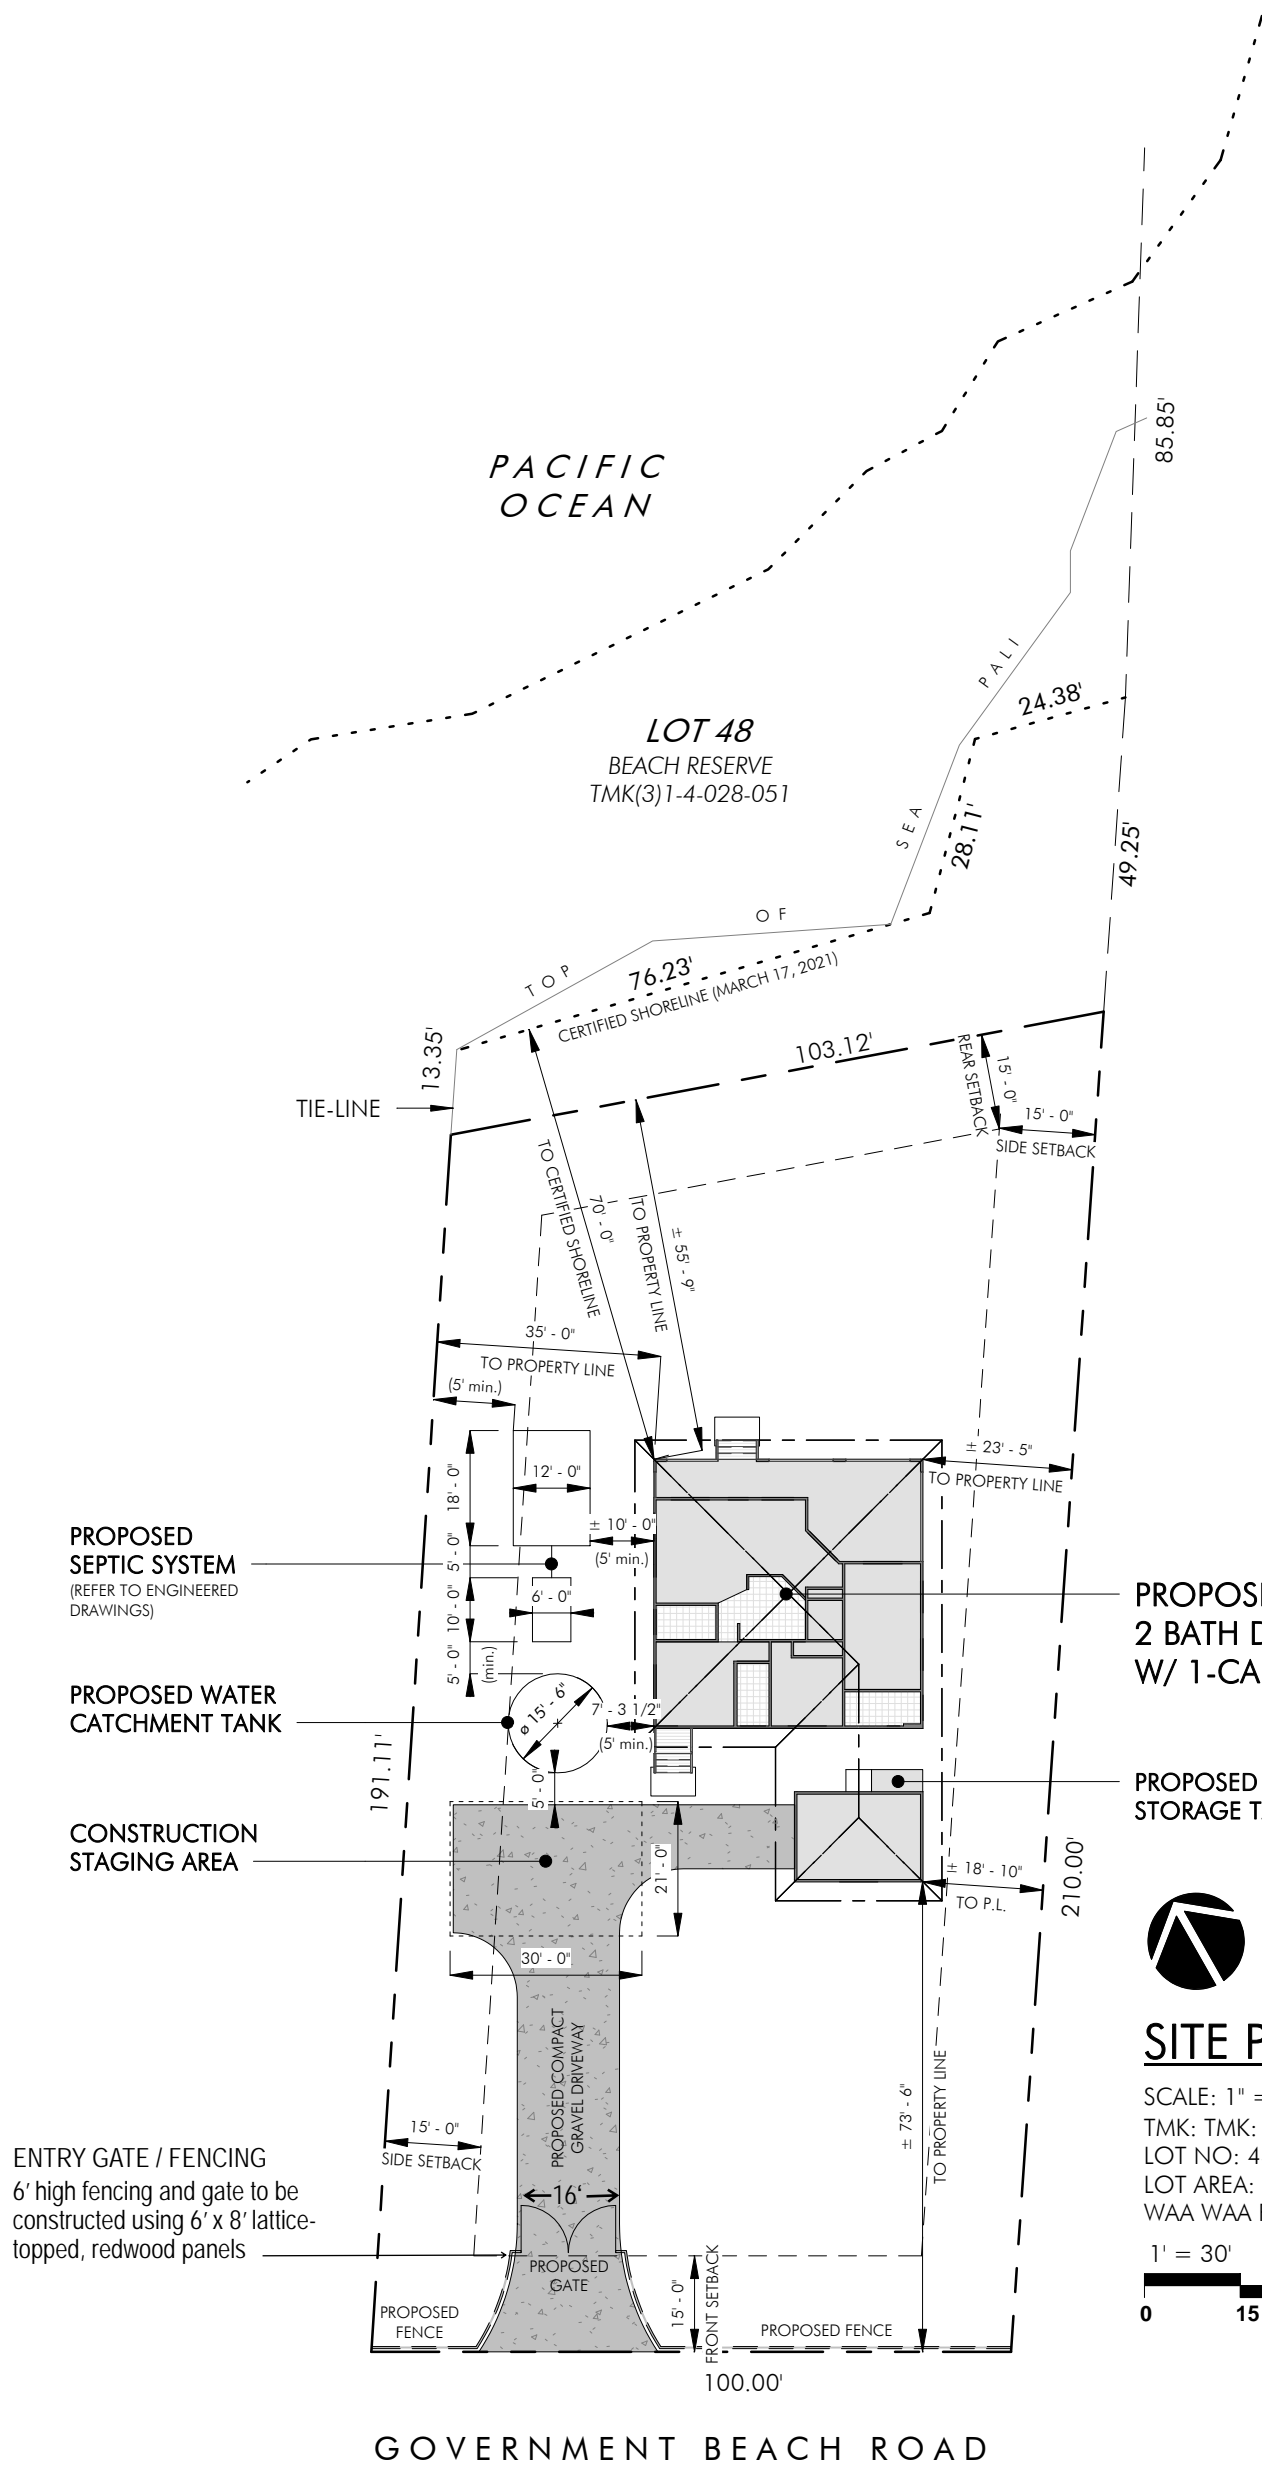 85.85'
PACIFIC
OCEAN
LOT 48
BEACH RESERVE
TMK(3)1-4-028-051
TOP OF SEA PALI
24.38'
28.11'
49.25'
76.23'
CERTIFIED SHORELINE (MARCH 17, 2021)
13.35'
103.12'
TIE-LINE
15' - 0"
REAR SETBACK
15' - 0"
SIDE SETBACK
70' - 0"
TO CERTIFIED SHORELINE
± 55' - 9"
TO PROPERTY LINE
35' - 0"
TO PROPERTY LINE
(5' min.)
± 23' - 5"
TO PROPERTY LINE
18' - 0"
12' - 0"
± 10' - 0"
(5' min.)
5' - 0"
PROPOSED
SEPTIC SYSTEM
(REFER TO ENGINEERED
DRAWINGS)
6' - 0"
10' - 0"
5' - 0"
(min.)
PROPOS
2 BATH D
W/ 1-CA
PROPOSED WATER
CATCHMENT TANK
ø 15' - 6"
7' - 3 1/2"
(5' min.)
5' - 0"
191.11'
PROPOSED
STORAGE T
CONSTRUCTION
STAGING AREA
21' - 0"
30' - 0"
± 18' - 10"
TO P.L.
210.00'
PROPOSED COMPACT
GRAVEL DRIVEWAY
± 73' - 6"
TO PROPERTY LINE
SITE P
SCALE: 1" =
TMK: TMK:
LOT NO: 4
LOT AREA:
WAA WAA
1' = 30'
0 15
15' - 0"
SIDE SETBACK
ENTRY GATE / FENCING
6' high fencing and gate to be
constructed using 6' x 8' lattice-
topped, redwood panels
16'
PROPOSED
GATE
15' - 0"
FRONT SETBACK
PROPOSED
FENCE
PROPOSED FENCE
100.00'
GOVERNMENT BEACH ROAD